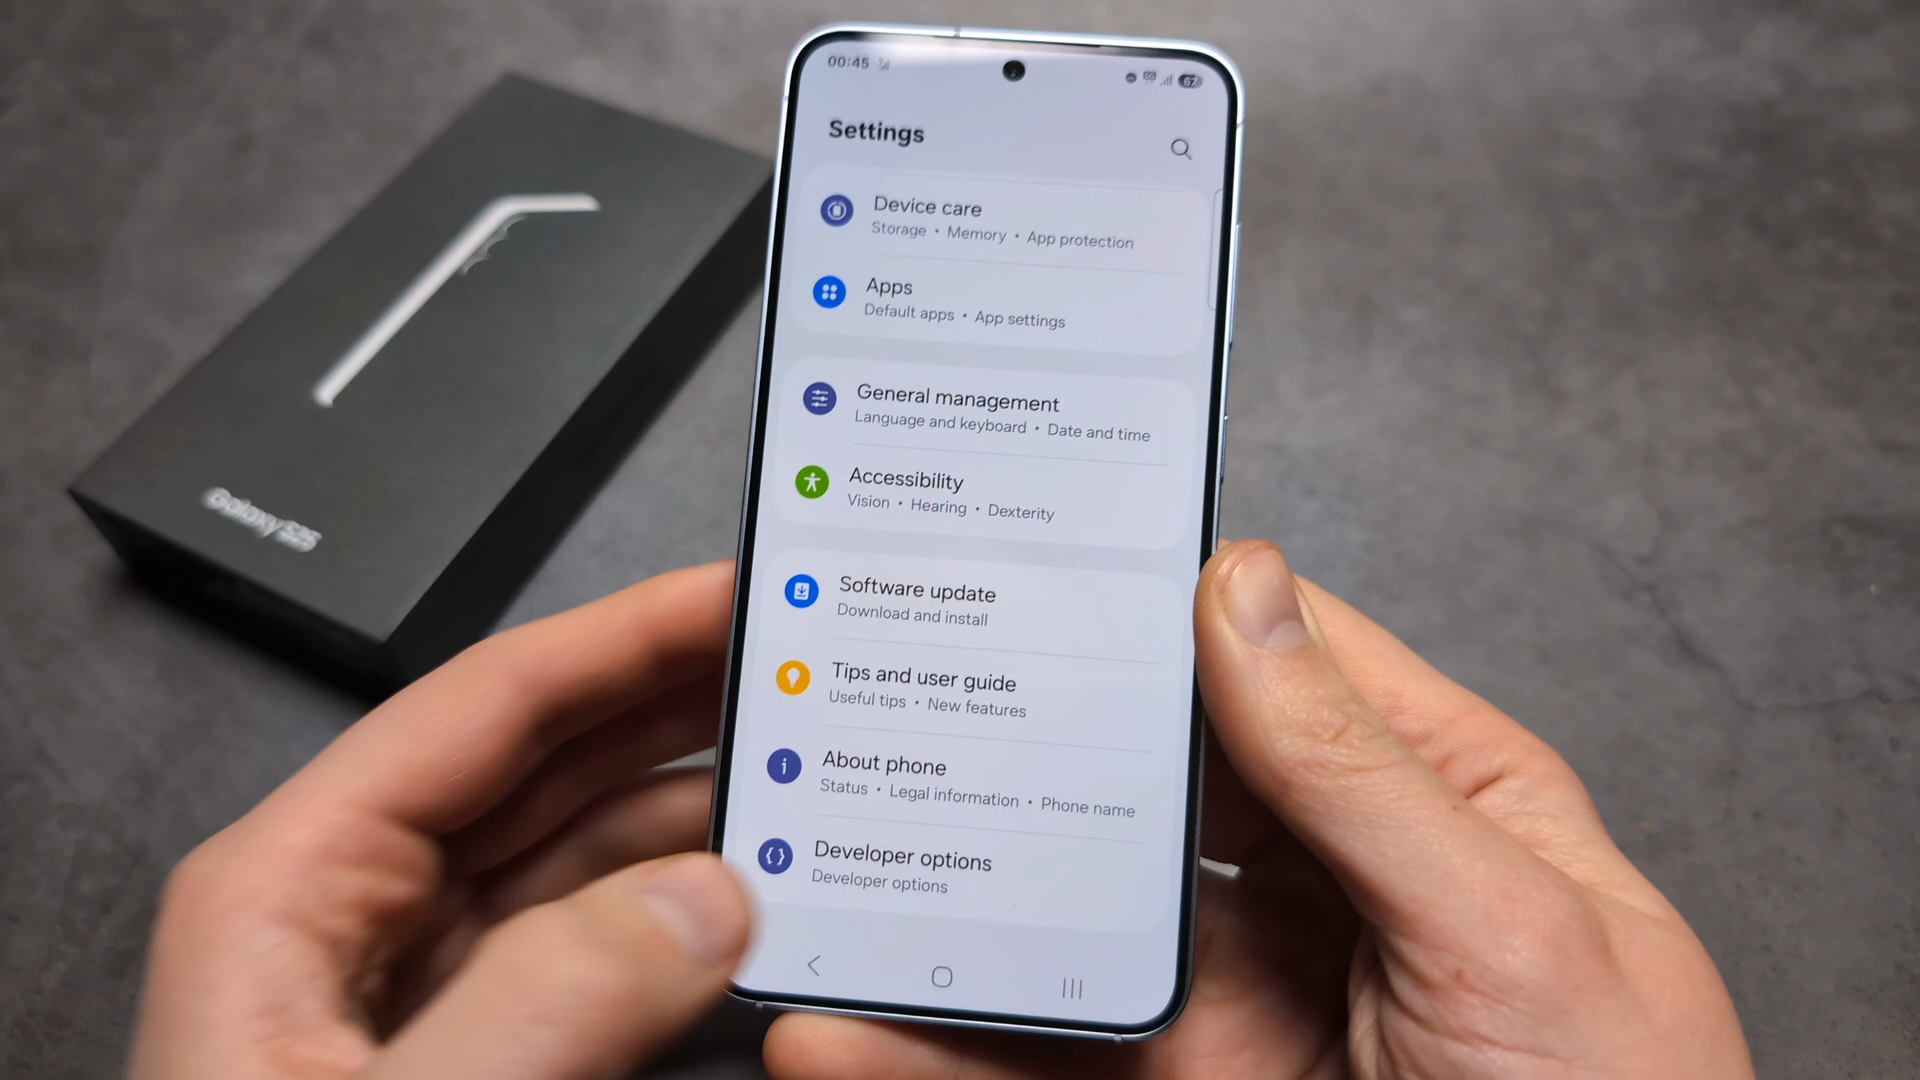 00:45
67
Settings
Device care
Storage • Memory • App protection
Apps
Default apps • App settings
General management
Language and keyboard • Date and time
Accessibility
Vision • Hearing • Dexterity
Software update
Download and install
Tips and user guide
Useful tips • New features
About phone
Status • Legal information • Phone name
Developer options
Developer options
Galaxy S25